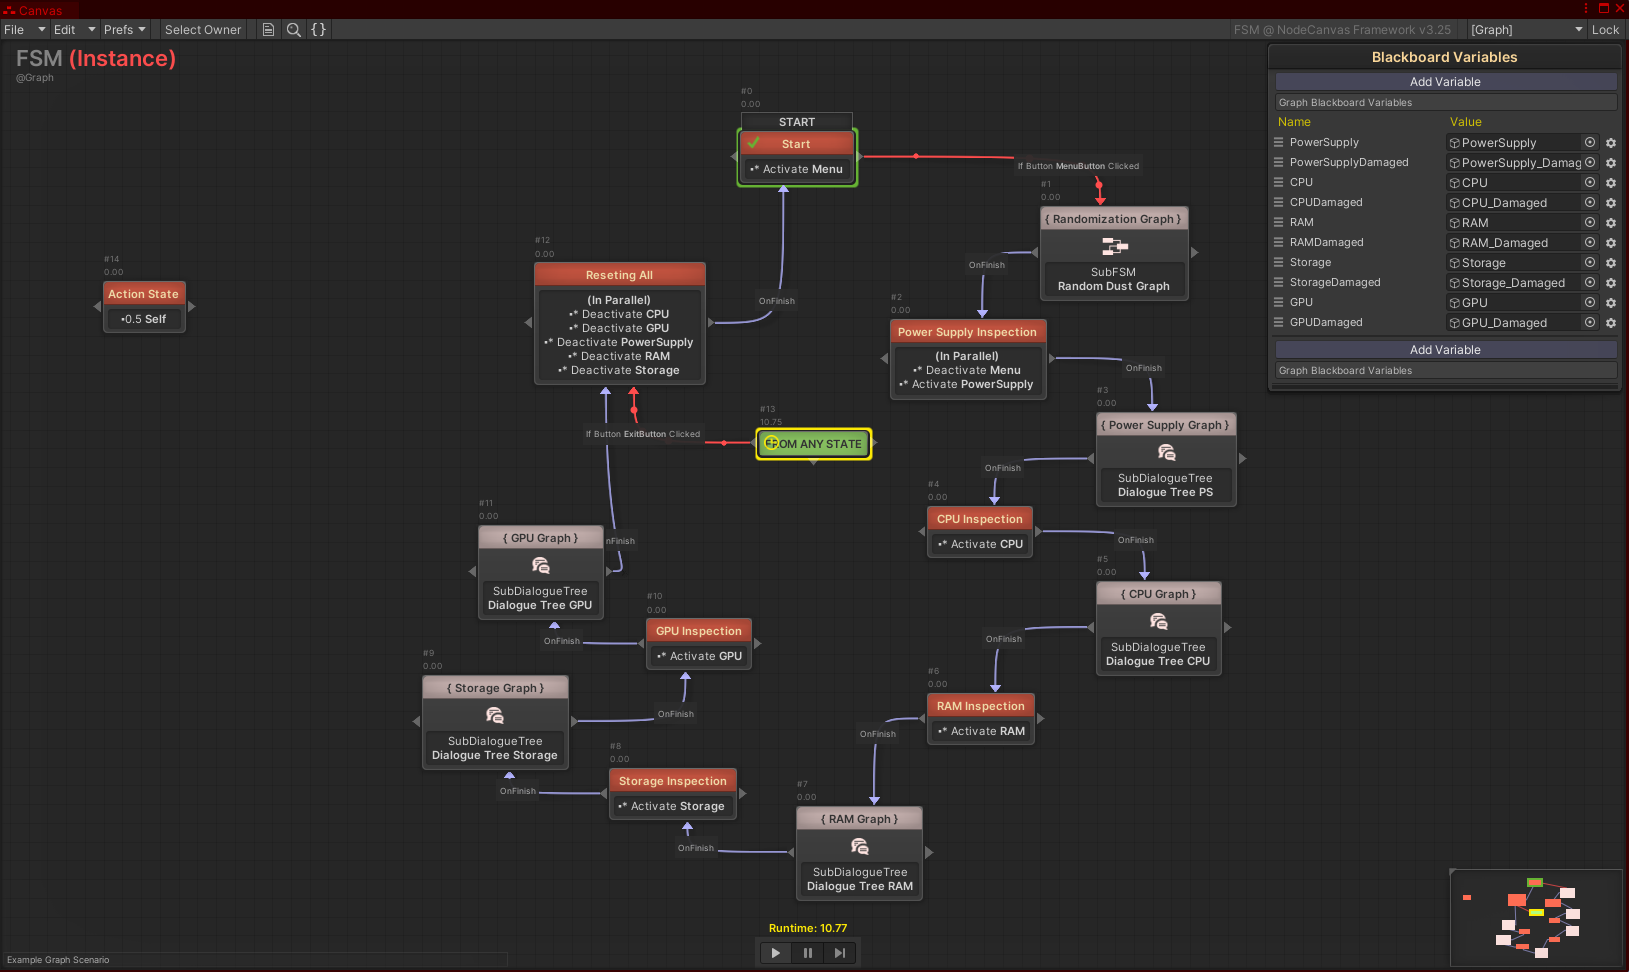 Canvas
File Edit Prefs Select Owner {} FSM @ NodeCanvas Framework v3.25 [Graph] Lock
FSM (Instance)
@Graph
#0
0.00
START
Start
Activate Menu
If Button MenuButton Clicked
#1
0.00
{ Randomization Graph }
SubFSM
Random Dust Graph
OnFinish
#2
0.00
Power Supply Inspection
(In Parallel)
Deactivate Menu
Activate PowerSupply
OnFinish
#3
0.00
{ Power Supply Graph }
SubDialogueTree
Dialogue Tree PS
OnFinish
#4
0.00
CPU Inspection
Activate CPU
OnFinish
#5
0.00
{ CPU Graph }
SubDialogueTree
Dialogue Tree CPU
OnFinish
#6
0.00
RAM Inspection
Activate RAM
OnFinish
#7
0.00
{ RAM Graph }
SubDialogueTree
Dialogue Tree RAM
OnFinish
#8
0.00
Storage Inspection
Activate Storage
OnFinish
#9
0.00
{ Storage Graph }
SubDialogueTree
Dialogue Tree Storage
OnFinish
#10
0.00
GPU Inspection
Activate GPU
OnFinish
#11
0.00
{ GPU Graph }
SubDialogueTree
Dialogue Tree GPU
nFinish
#12
0.00
Reseting All
(In Parallel)
Deactivate CPU
Deactivate GPU
Deactivate PowerSupply
Deactivate RAM
Deactivate Storage
OnFinish
If Button ExitButton Clicked
#13
10.75
FROM ANY STATE
#14
0.00
Action State
0.5 Self
Blackboard Variables
Add Variable
Graph Blackboard Variables
Name Value
PowerSupply PowerSupply
PowerSupplyDamaged PowerSupply_Damag
CPU CPU
CPUDamaged CPU_Damaged
RAM RAM
RAMDamaged RAM_Damaged
Storage Storage
StorageDamaged Storage_Damaged
GPU GPU
GPUDamaged GPU_Damaged
Add Variable
Graph Blackboard Variables
Runtime: 10.77
Example Graph Scenario